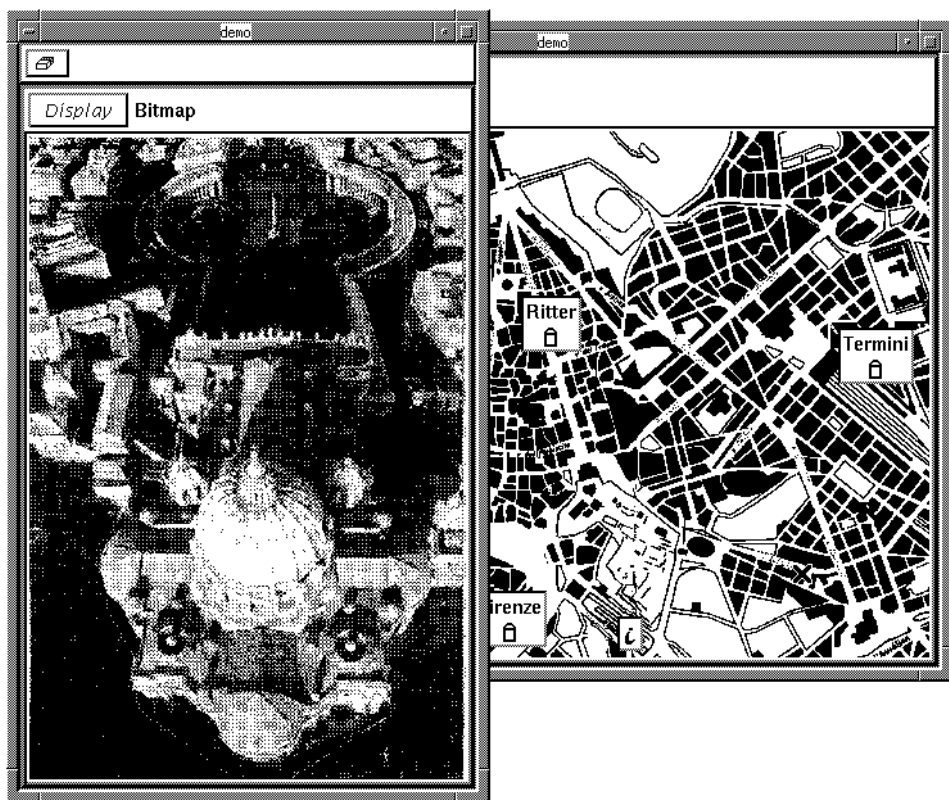 demo
Display Bitmap
demo
Ritter
Termini
irenze
i